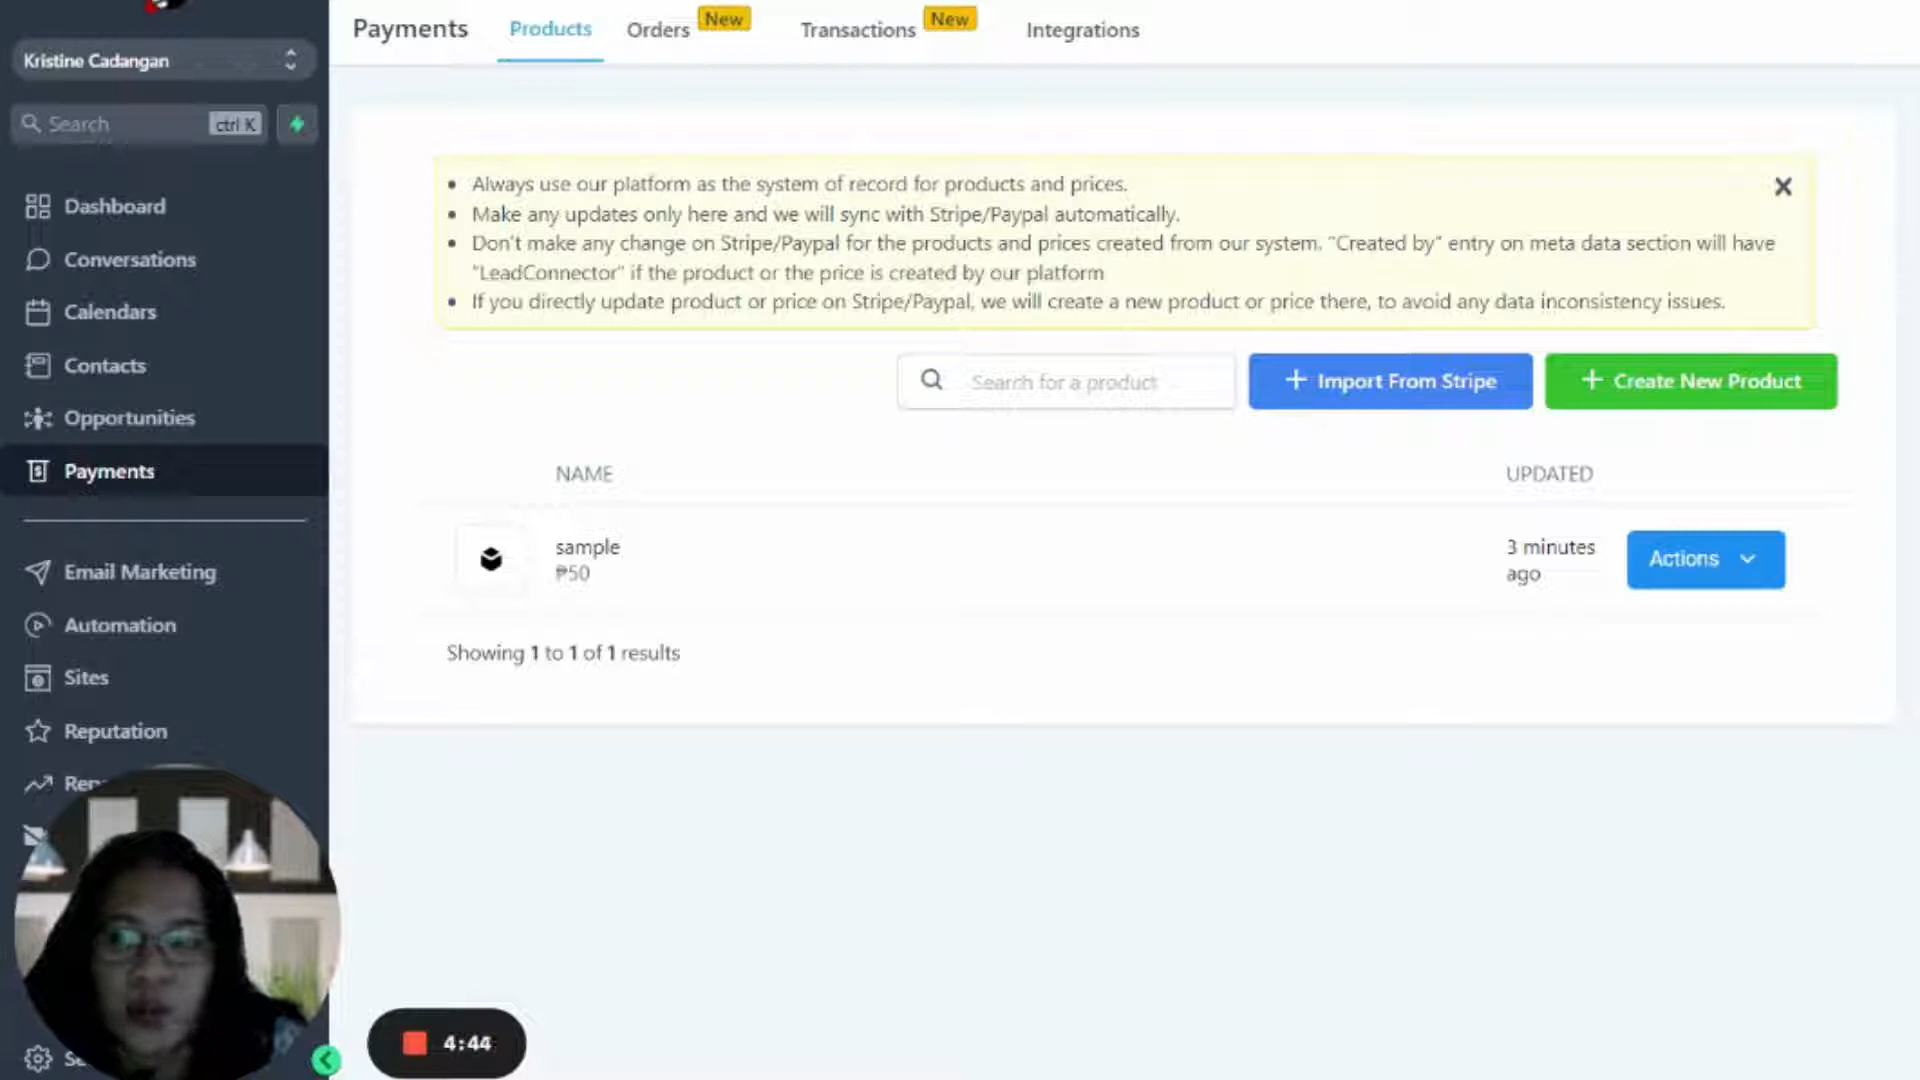 Payments
Products
Orders
New
Transactions
New
Integrations
Kristine Cadangan
Search
ctrl K
Dashboard
Conversations
Calendars
Contacts
Opportunities
Payments
Email Marketing
Automation
Sites
Reputation
Always use our platform as the system of record for products and prices.
Make any updates only here and we will sync with Stripe/Paypal automatically.
Don't make any change on Stripe/Paypal for the products and prices created from our system. "Created by" entry on meta data section will have
"LeadConnector" if the product or the price is created by our platform
If you directly update product or price on Stripe/Paypal, we will create a new product or price there, to avoid any data inconsistency issues.
Search for a product
Import From Stripe
Create New Product
NAME
UPDATED
sample
₱50
3 minutes
ago
Actions
Showing 1 to 1 of 1 results
4:44